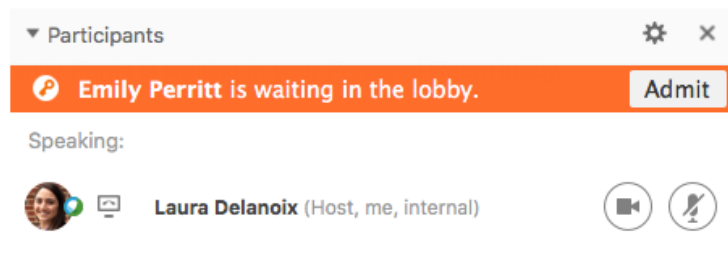 Participants
Emily Perritt is waiting in the lobby. Admit
Speaking:
Laura Delanoix (Host, me, internal)